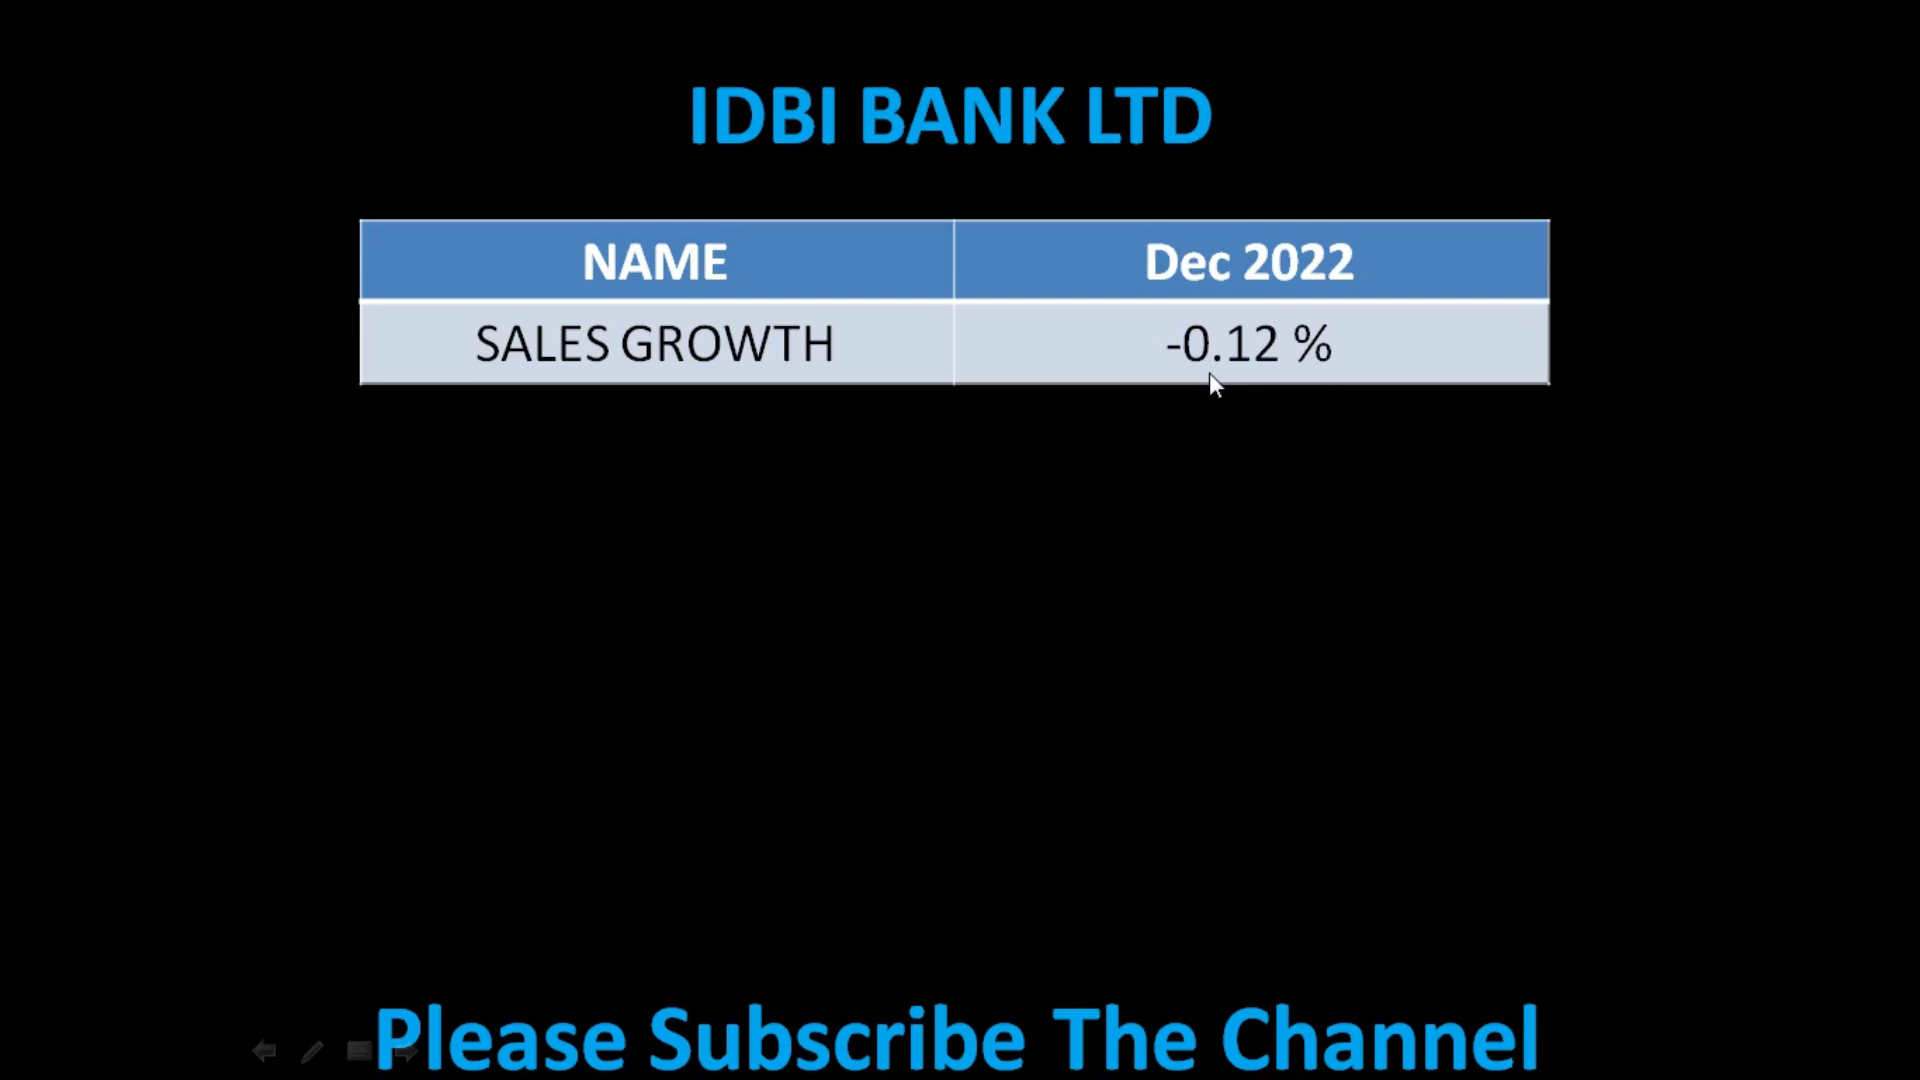 IDBI BANK LTD
NAME Dec 2022
SALES GROWTH -0.12 %
Please Subscribe The Channel